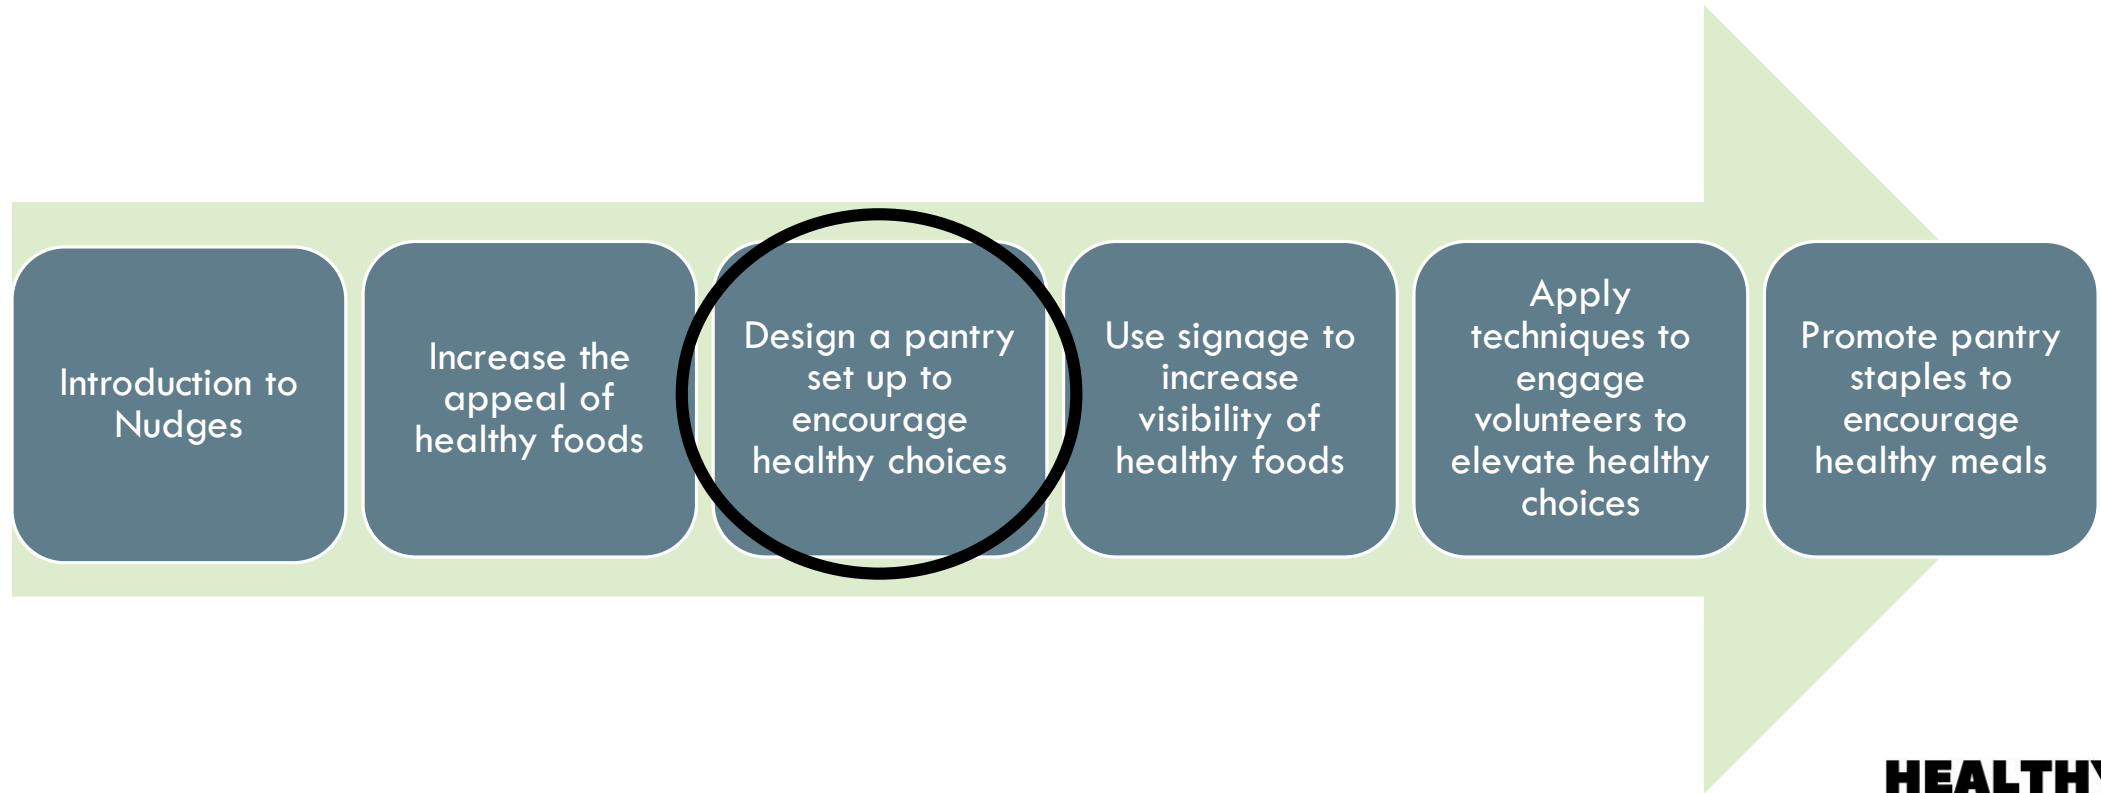 Introduction to
Nudges
Increase the
appeal of
healthy foods
Design a pantry
set up to
encourage
healthy choices
Use signage to
increase
visibility of
healthy foods
Apply
techniques to
engage
volunteers to
elevate healthy
choices
Promote pantry
staples to
encourage
healthy meals
HEALTHY